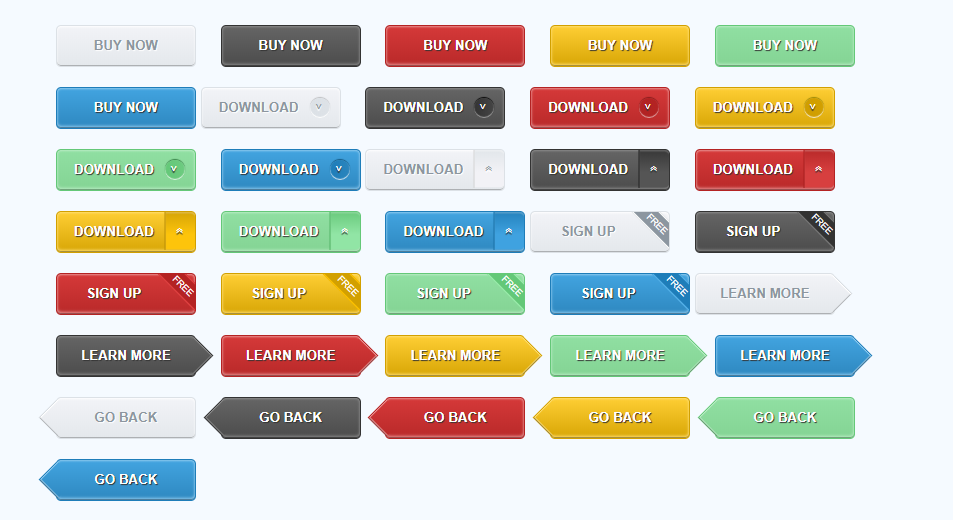 BUY NOW BUY NOW BUY NOW BUY NOW BUY NOW
BUY NOW DOWNLOAD v DOWNLOAD v DOWNLOAD v DOWNLOAD v
DOWNLOAD v DOWNLOAD v DOWNLOAD DOWNLOAD DOWNLOAD
DOWNLOAD DOWNLOAD DOWNLOAD SIGN UP FREE SIGN UP FREE
SIGN UP FREE SIGN UP FREE SIGN UP FREE SIGN UP FREE LEARN MORE
LEARN MORE LEARN MORE LEARN MORE LEARN MORE LEARN MORE
GO BACK GO BACK GO BACK GO BACK GO BACK
GO BACK